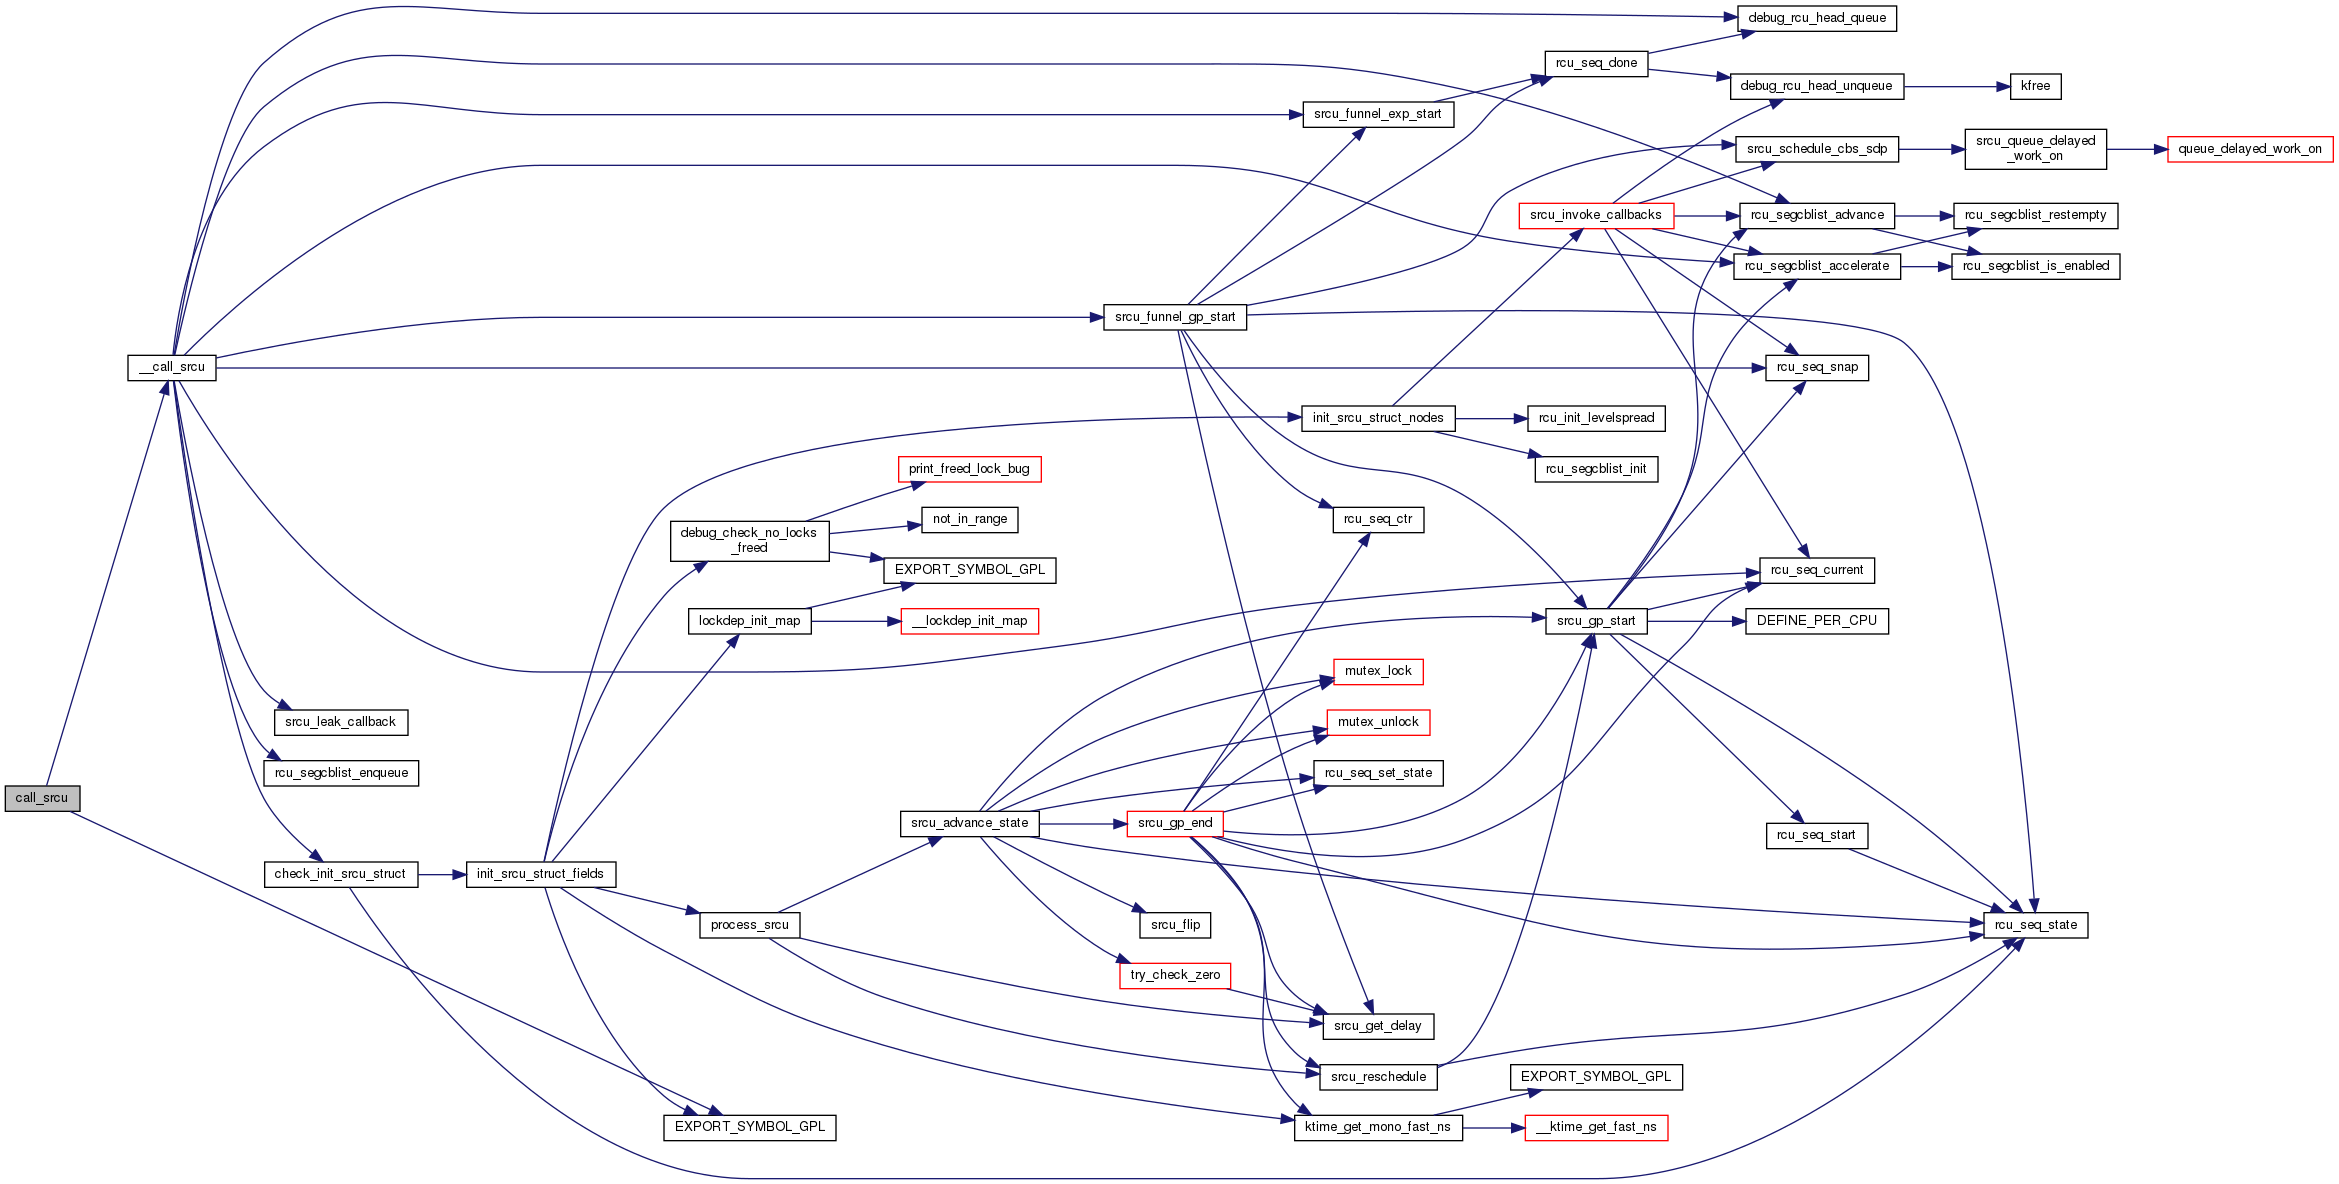 debug_rcu_head_queue
rcu_seq_done
debug_rcu_head_unqueue
kfree
srcu_funnel_exp_start
srcu_schedule_cbs_sdp
srcu_queue_delayed
_work_on
queue_delayed_work_on
srcu_invoke_callbacks
rcu_segcblist_advance
rcu_segcblist_restempty
rcu_segcblist_accelerate
rcu_segcblist_is_enabled
srcu_funnel_gp_start
__call_srcu
rcu_seq_snap
init_srcu_struct_nodes
rcu_init_levelspread
print_freed_lock_bug
rcu_segcblist_init
not_in_range
rcu_seq_ctr
debug_check_no_locks
_freed
EXPORT_SYMBOL_GPL
rcu_seq_current
lockdep_init_map
__lockdep_init_map
srcu_gp_start
DEFINE_PER_CPU
mutex_lock
srcu_leak_callback
mutex_unlock
rcu_segcblist_enqueue
rcu_seq_set_state
call_srcu
srcu_advance_state
srcu_gp_end
rcu_seq_start
check_init_srcu_struct
init_srcu_struct_fields
process_srcu
srcu_flip
rcu_seq_state
try_check_zero
srcu_get_delay
srcu_reschedule
EXPORT_SYMBOL_GPL
EXPORT_SYMBOL_GPL
ktime_get_mono_fast_ns
__ktime_get_fast_ns